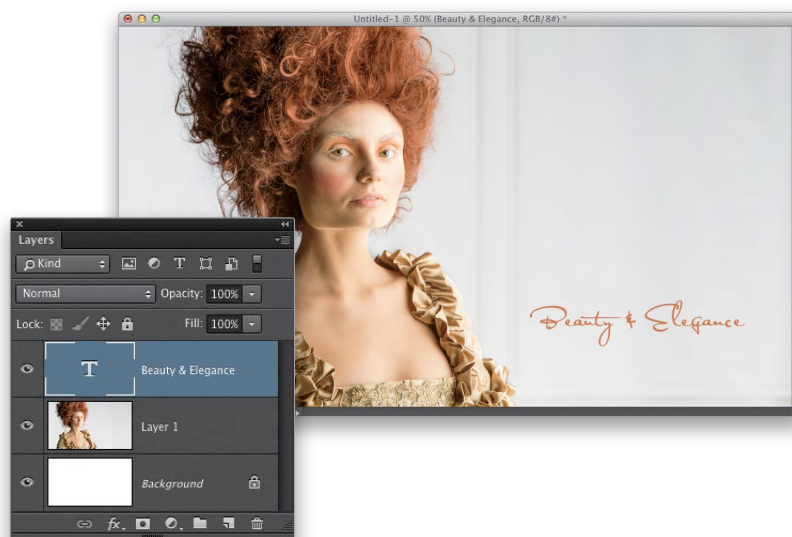 Untitled-1 @ 50% (Beauty & Elegance, RGB/8#) *
Beauty & Elegance
Layers
Kind
T
Normal
Opacity: 100%
Lock:
Fill: 100%
T
Beauty & Elegance
Layer 1
Background
fx